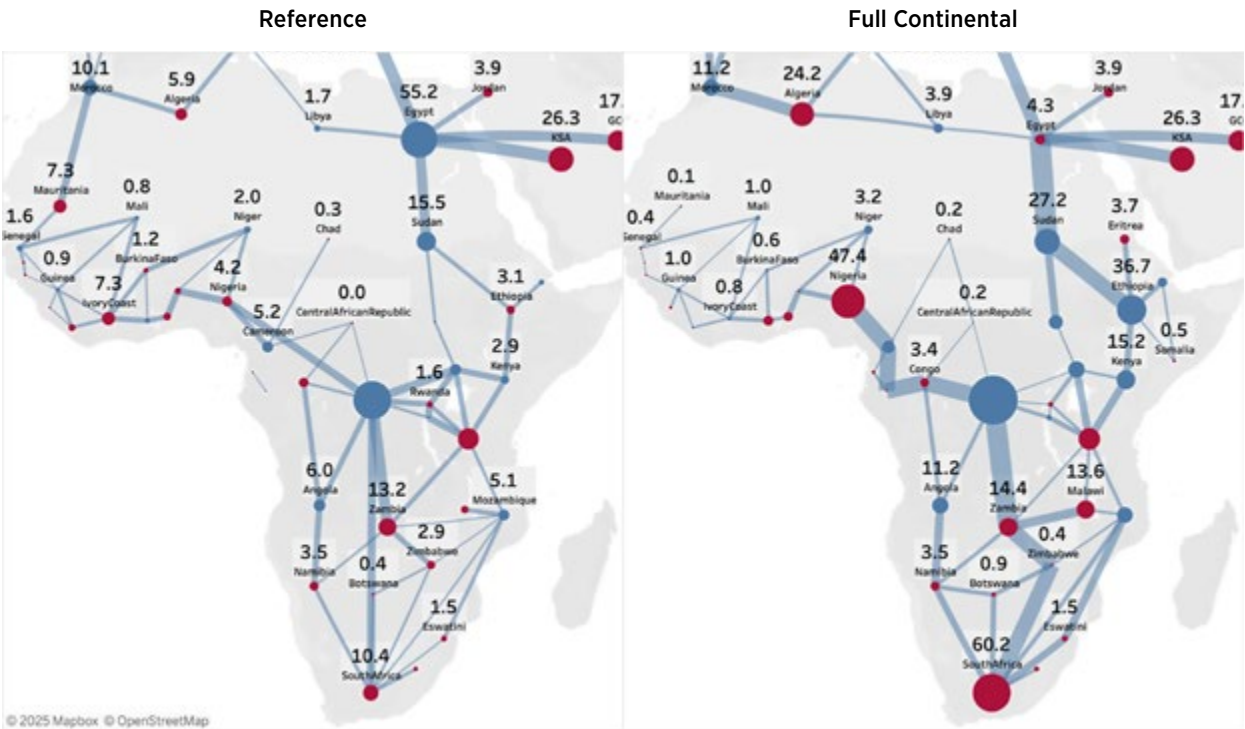 Reference
Full Continental
10.1
Morocco
5.9
Algeria
1.7
Libya
55.2
Egypt
3.9
Jordan
26.3
KSA
17.
GC
7.3
Mauritania
0.8
Mali
2.0
Niger
0.3
Chad
15.5
Sudan
1.6
Senegal
0.9
Guinea
1.2
BurkinaFaso
7.3
IvoryCoast
4.2
Nigeria
5.2
Cameroon
0.0
CentralAfricanRepublic
3.1
Ethiopia
2.9
Kenya
1.6
Rwanda
6.0
Angola
13.2
Zambia
5.1
Mozambique
2.9
Zimbabwe
3.5
Namibia
0.4
Botswana
1.5
Eswatini
10.4
SouthAfrica
© 2025 Mapbox © OpenStreetMap
11.2
Morocco
24.2
Algeria
3.9
Libya
4.3
Egypt
3.9
Jordan
26.3
KSA
17.
GC
0.1
Mauritania
1.0
Mali
3.2
Niger
0.2
Chad
27.2
Sudan
3.7
Eritrea
0.4
Senegal
1.0
Guinea
0.6
BurkinaFaso
0.8
IvoryCoast
47.4
Nigeria
0.2
CentralAfricanRepublic
36.7
Ethiopia
0.5
Somalia
15.2
Kenya
3.4
Congo
11.2
Angola
14.4
Zambia
13.6
Malawi
0.4
Zimbabwe
3.5
Namibia
0.9
Botswana
1.5
Eswatini
60.2
SouthAfrica